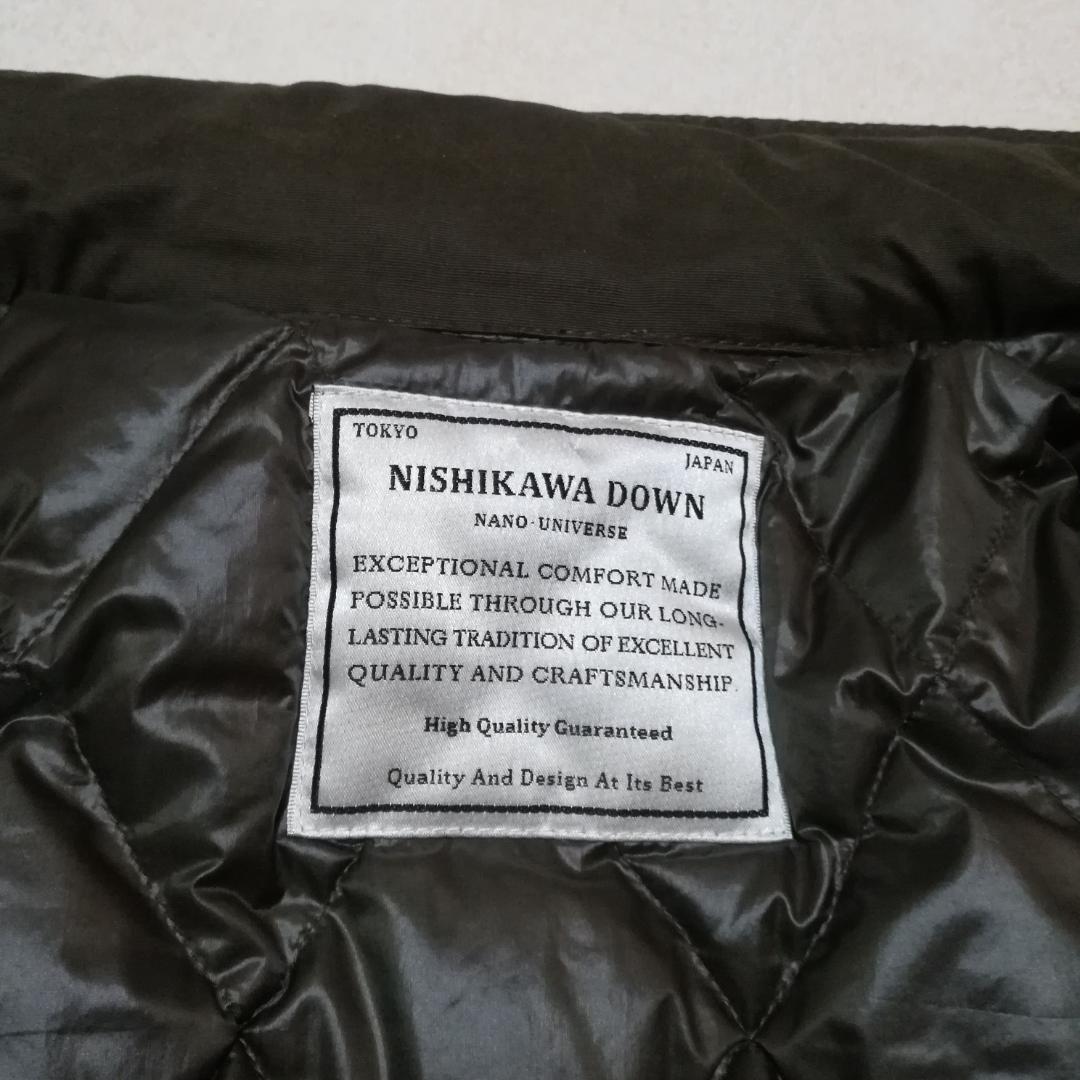 TOKYO
JAPAN
NISHIKAWA DOWN
NANO·UNIVERSE
EXCEPTIONAL COMFORT MADE
POSSIBLE THROUGH OUR LONG-
LASTING TRADITION OF EXCELLENT
QUALITY AND CRAFTSMANSHIP.
High Quality Guaranteed
Quality And Design At Its Best